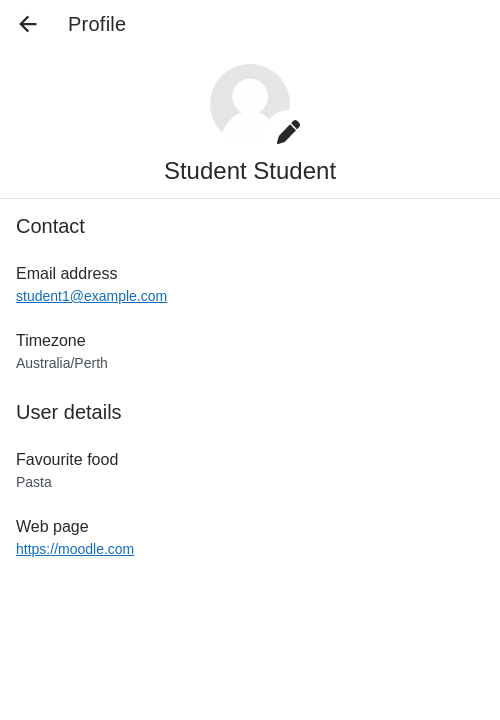 Profile
Student Student
Contact
Email address
student1@example.com
Timezone
Australia/Perth
User details
Favourite food
Pasta
Web page
https://moodle.com